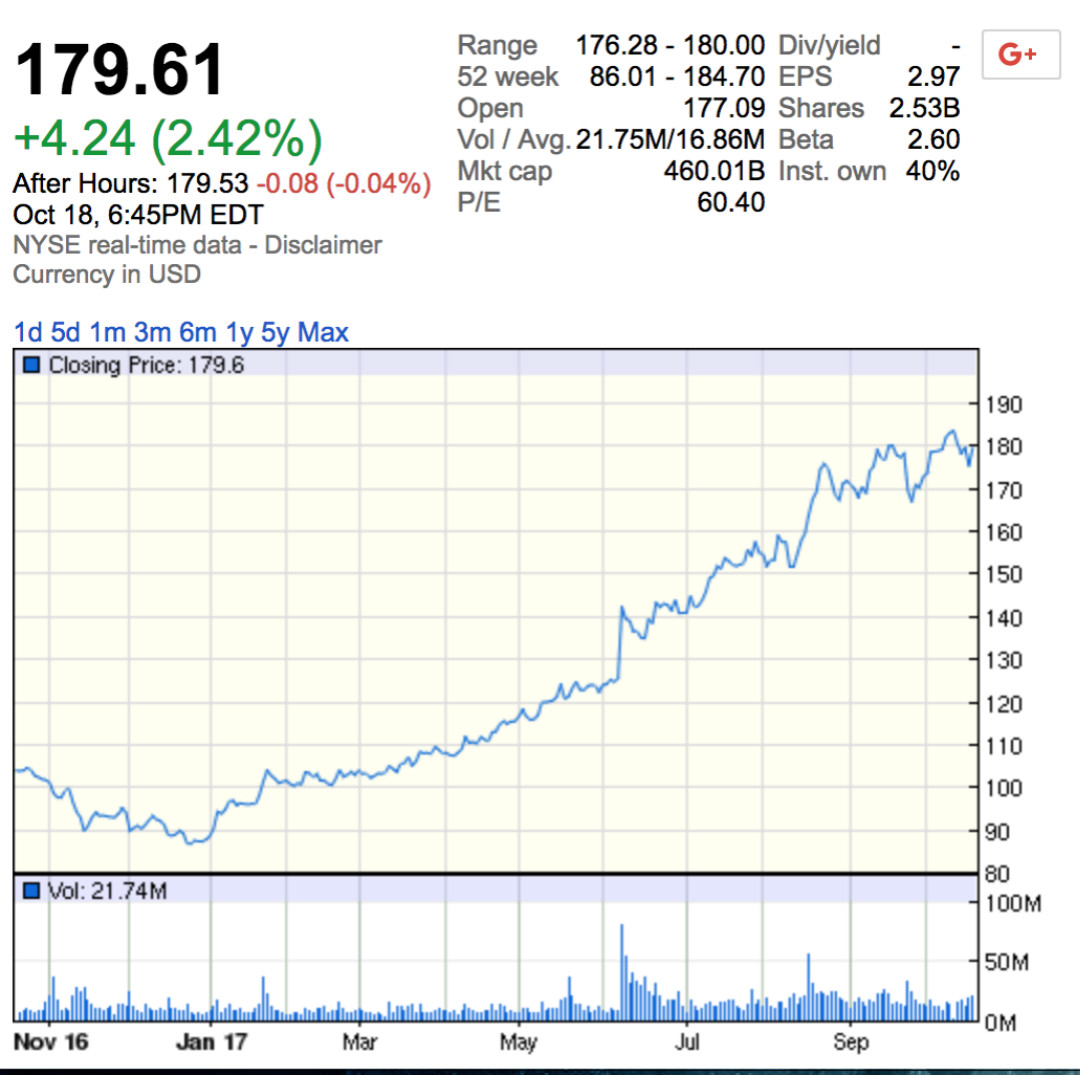 179.61
+4.24 (2.42%)
After Hours: 179.53 -0.08 (-0.04%)
Oct 18, 6:45PM EDT
NYSE real-time data - Disclaimer
Currency in USD
Range 176.28 - 180.00 Div/yield -
52 week 86.01 - 184.70 EPS 2.97
Open 177.09 Shares 2.53B
Vol / Avg. 21.75M/16.86M Beta 2.60
Mkt cap 460.01B Inst. own 40%
P/E 60.40
G+
1d 5d 1m 3m 6m 1y 5y Max
Closing Price: 179.6
190
180
170
160
150
140
130
120
110
100
90
80
Vol: 21.74M
100M
50M
0M
Nov 16 Jan 17 Mar May Jul Sep